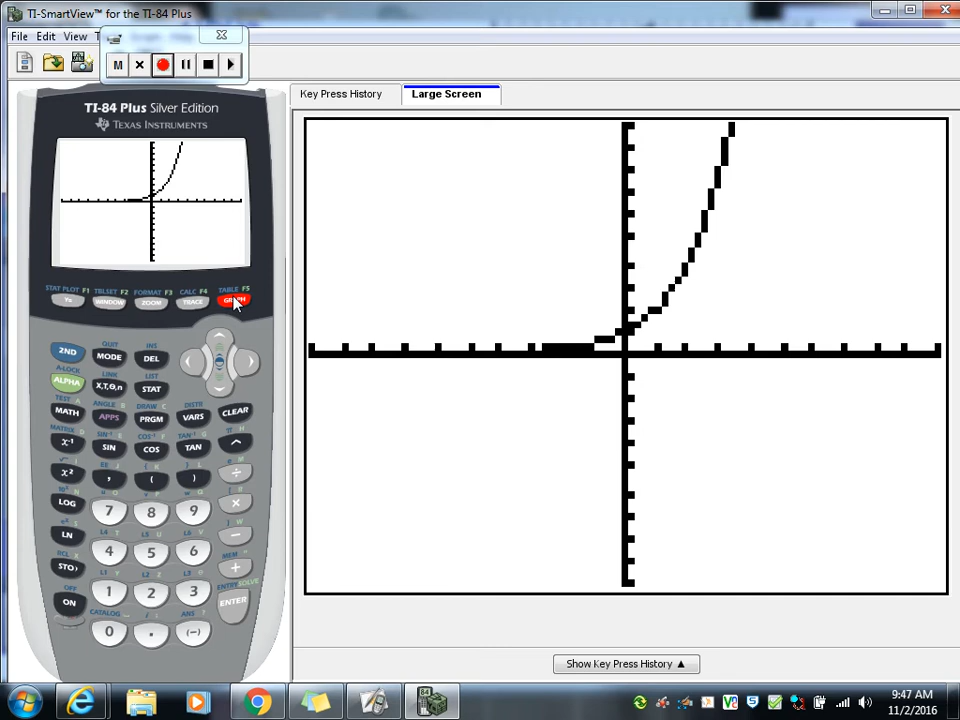 TI-SmartView™ for the TI-84 Plus
File Edit View
M
Key Press History
Large Screen
TI-84 Plus Silver Edition
TEXAS INSTRUMENTS
STAT PLOT F1 TBLSET F2 FORMAT F3 CALC F4 TABLE F5
Y= WINDOW ZOOM TRACE GRAPH
QUIT INS
2ND MODE DEL
A-LOCK LINK LIST
ALPHA X,T,Θ,n STAT
TEST A ANGLE B DRAW C DISTR
MATH APPS PRGM VARS CLEAR
MATRIX D SIN⁻¹ E COS⁻¹ F TAN⁻¹ G π H
x⁻¹ SIN COS TAN ^
√ I EE J { K } L e M
x² , ( ) ÷
10ˣ N u O v P w Q [ R
LOG 7 8 9 ×
eˣ S L4 T L5 U L6 V ] W
LN 4 5 6 −
RCL X L1 Y L2 Z L3 θ MEM "
STO› 1 2 3 +
OFF CATALOG i : ANS ? ENTRY SOLVE
ON 0 . (−) ENTER
Show Key Press History ▲
9:47 AM
11/2/2016